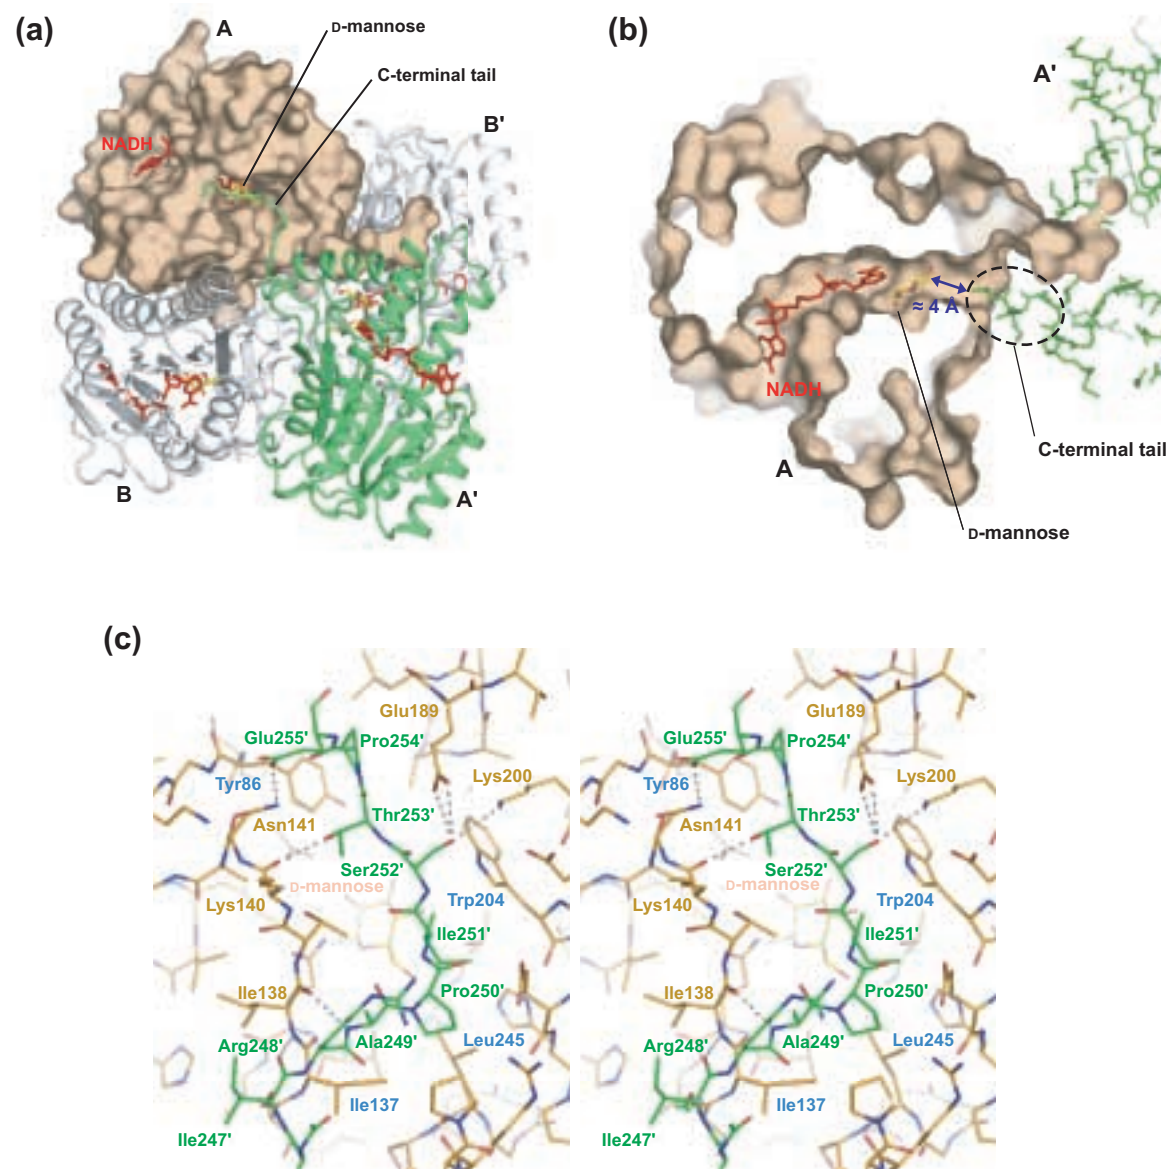 (a)
A
D-mannose
C-terminal tail
NADH
B'
B
A'
(b)
A'
≈ 4 Å
NADH
A
C-terminal tail
D-mannose
(c)
Glu189
Glu255'
Pro254'
Tyr86
Lys200
Asn141
Thr253'
Ser252'
D-mannose
Lys140
Trp204
Ile251'
Ile138
Pro250'
Arg248'
Ala249'
Leu245
Ile137
Ile247'
Glu189
Glu255'
Pro254'
Tyr86
Lys200
Asn141
Thr253'
Ser252'
D-mannose
Lys140
Trp204
Ile251'
Ile138
Pro250'
Arg248'
Ala249'
Leu245
Ile137
Ile247'